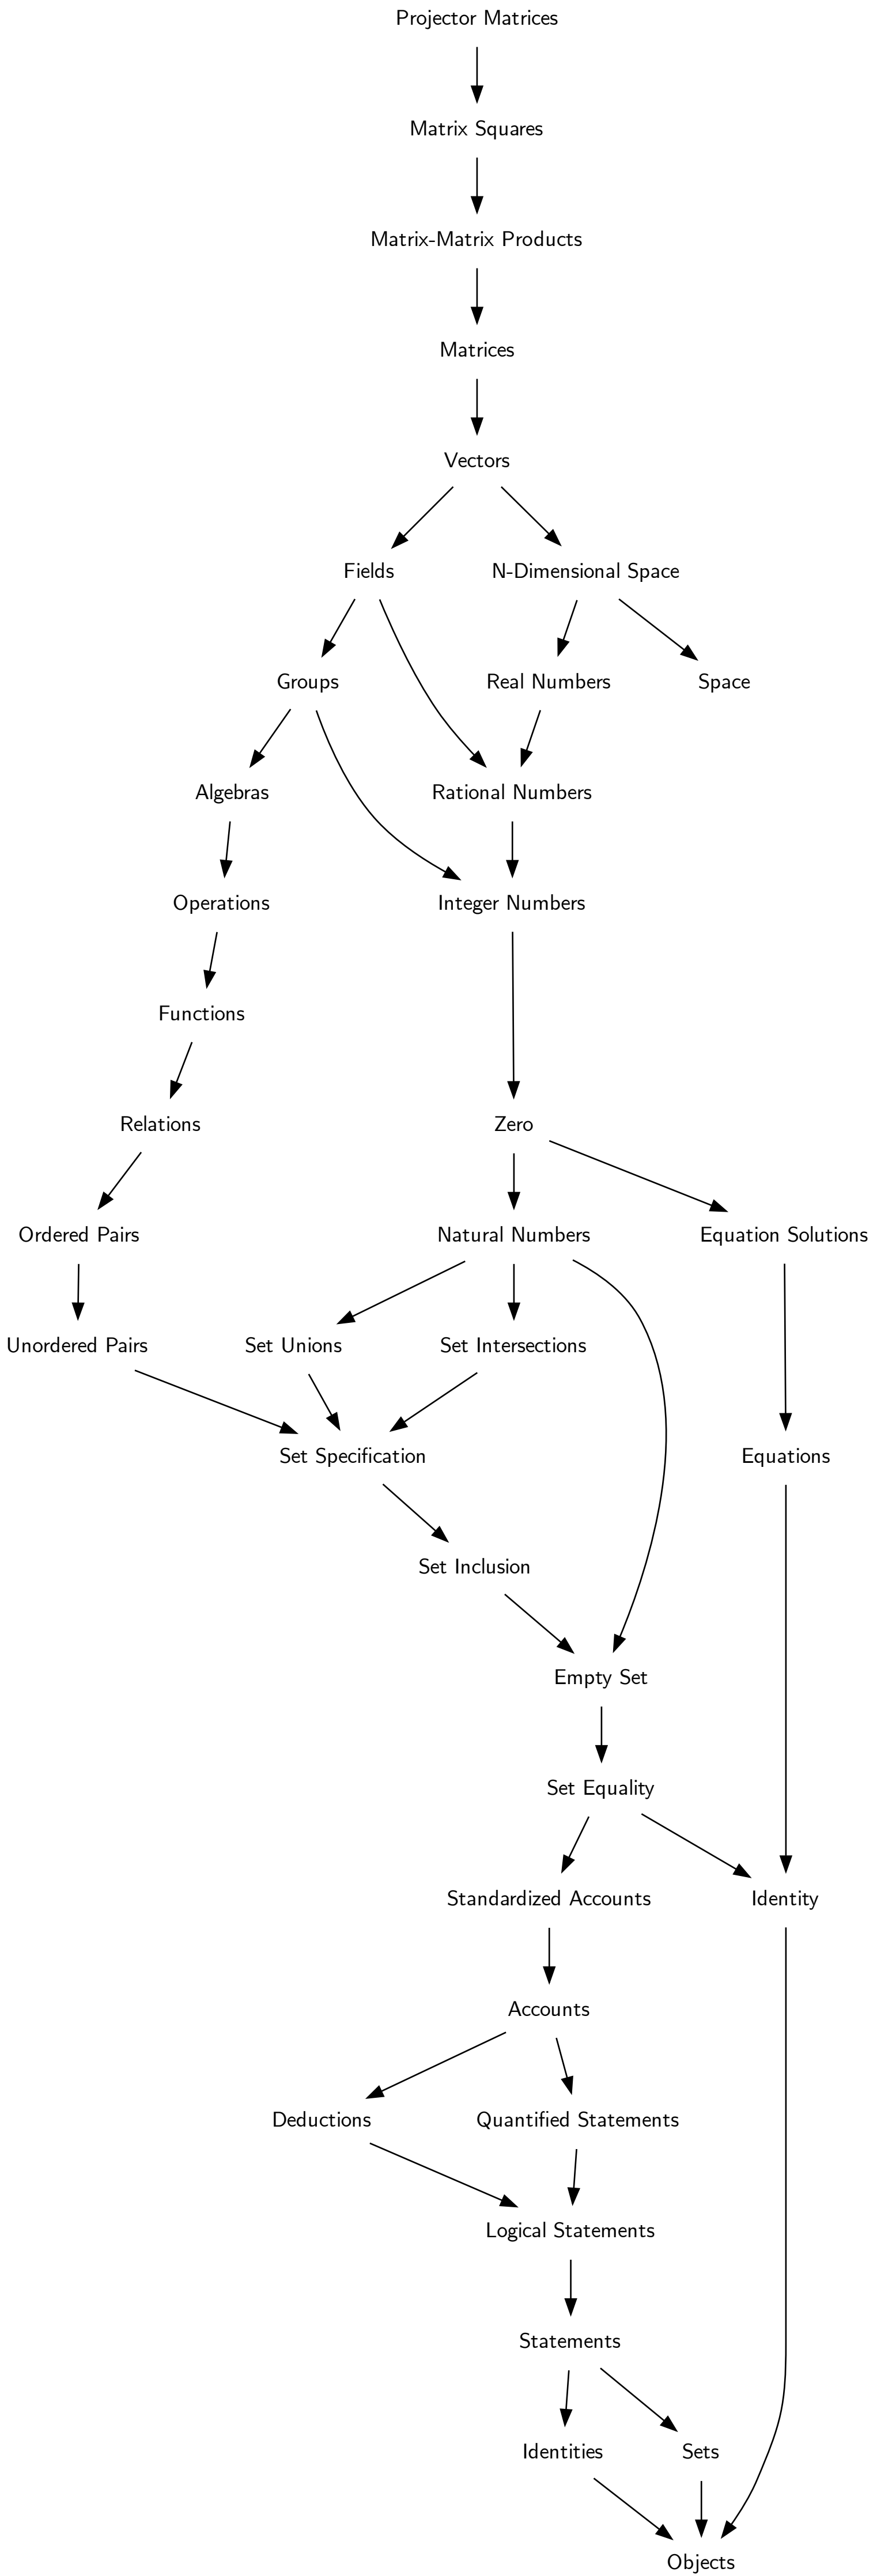 Projector Matrices
Matrix Squares
Matrix-Matrix Products
Matrices
Vectors
Fields
N-Dimensional Space
Groups
Real Numbers
Space
Algebras
Rational Numbers
Operations
Integer Numbers
Functions
Relations
Zero
Ordered Pairs
Natural Numbers
Equation Solutions
Unordered Pairs
Set Unions
Set Intersections
Set Specification
Equations
Set Inclusion
Empty Set
Set Equality
Standardized Accounts
Identity
Accounts
Deductions
Quantified Statements
Logical Statements
Statements
Identities
Sets
Objects